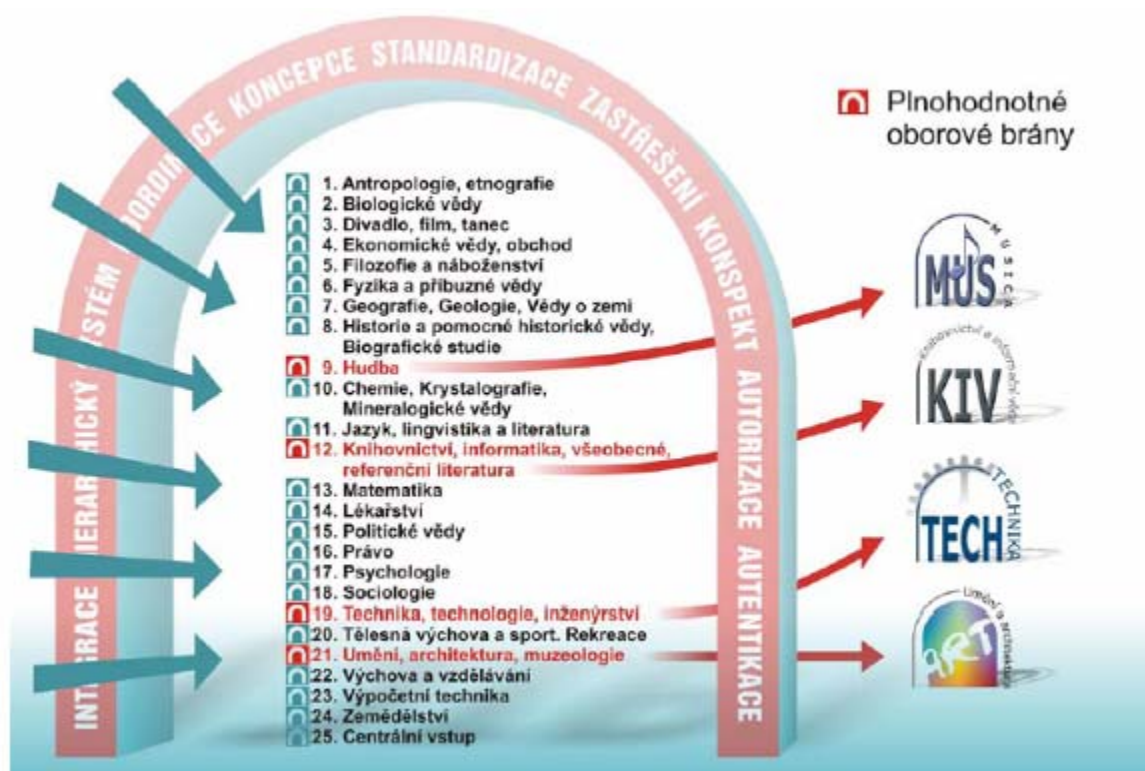 INTEGRACE HIERARCHICKÝ SYSTÉM KOORDINACE KONCEPCE STANDARDIZACE ZASTŘEŠENÍ KONSPEKT AUTORIZACE AUTENTIKACE
Plnohodnotné
oborové brány
1. Antropologie, etnografie
2. Biologické vědy
3. Divadlo, film, tanec
4. Ekonomické vědy, obchod
5. Filozofie a náboženství
6. Fyzika a příbuzné vědy
7. Geografie, Geologie, Vědy o zemi
8. Historie a pomocné historické vědy,
Biografické studie
9. Hudba
10. Chemie, Krystalografie,
Mineralogické vědy
11. Jazyk, lingvistika a literatura
12. Knihovnictví, informatika, všeobecné,
referenční literatura
13. Matematika
14. Lékařství
15. Politické vědy
16. Právo
17. Psychologie
18. Sociologie
19. Technika, technologie, inženýrství
20. Tělesná výchova a sport. Rekreace
21. Umění, architektura, muzeologie
22. Výchova a vzdělávání
23. Výpočetní technika
24. Zemědělství
25. Centrální vstup
MUS
MUSICA
Knihovnictví a informační
KIV
TECHNIKA
TECH
Umění a architektura
ART